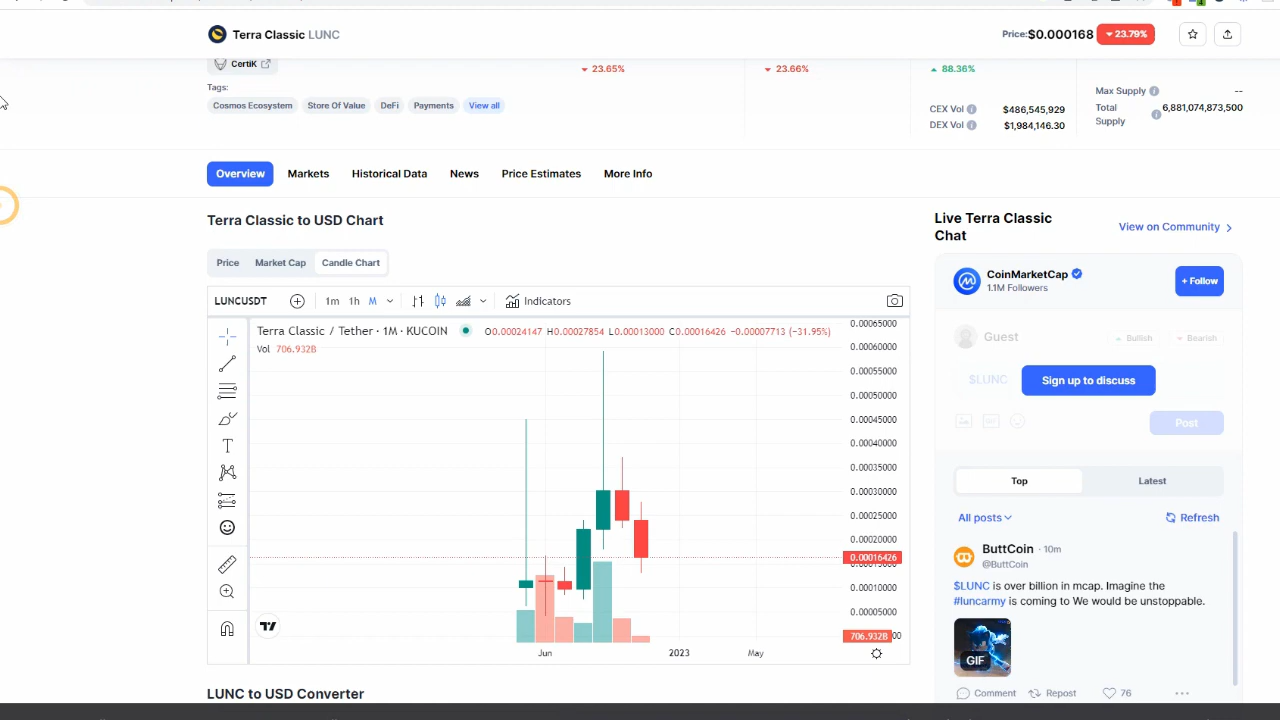 Terra Classic LUNC
Price:$0.000168 23.79%
CertiK
23.65%
23.66%
88.36%
Tags:
Cosmos Ecosystem
Store Of Value
DeFi
Payments
View all
CEX Vol $486,545,929
DEX Vol $1,984,146.30
Max Supply --
Total Supply 6,881,074,873,500
Overview
Markets
Historical Data
News
Price Estimates
More Info
Terra Classic to USD Chart
Price
Market Cap
Candle Chart
LUNCUSDT
1m 1h M
Indicators
Terra Classic / Tether · 1M · KUCOIN
O0.00024147 H0.00027854 L0.00013000 C0.00016426 −0.00007713 (−31.95%)
Vol 706.932B
0.00065000
0.00060000
0.00055000
0.00050000
0.00045000
0.00040000
0.00035000
0.00030000
0.00025000
0.00020000
0.00016426
0.00010000
0.00005000
706.932B
Jun
2023
May
LUNC to USD Converter
Live Terra Classic
Chat
View on Community
CoinMarketCap
1.1M Followers
+ Follow
Guest
Bullish
Bearish
$LUNC
Sign up to discuss
Post
Top
Latest
All posts
Refresh
ButtCoin · 10m
@ButtCoin
$LUNC is over billion in mcap. Imagine the
#luncarmy is coming to We would be unstoppable.
GIF
Comment
Repost
76